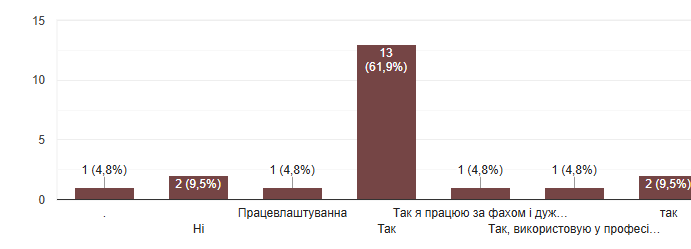 15
13
(61,9%)
10
5
1 (4,8%)
2 (9,5%)
1 (4,8%)
1 (4,8%)
1 (4,8%)
2 (9,5%)
0
.
Працевлаштуванна
Так я працюю за фахом і дуж…
так
Ні
Так
Так, використовую у професі…